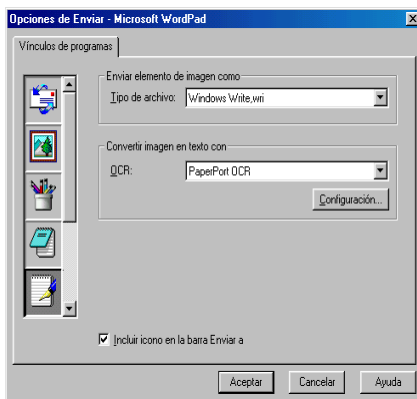 Opciones de Enviar - Microsoft WordPad
Vínculos de programas
Enviar elemento de imagen como
Tipo de archivo: Windows Write,wri
Convertir imagen en texto con
OCR: PaperPort OCR
Configuración...
Incluir icono en la barra Enviar a
Aceptar Cancelar Ayuda